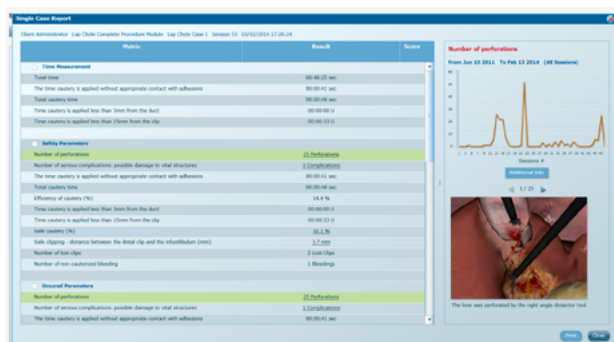 Single Case Report
Client Administrator Lap Chole Complete Procedure Module Lap Chole Case 1 Session 53 03/02/2014 17:26:24
Metric Result Score
Time Measurement
Total time 00:46:25 sec
The time cautery is applied without appropriate contact with adhesions 00:00:41 sec
Total cautery time 00:00:48 sec
Time cautery is applied less than 5mm from the duct 00:00:00 U
Time cautery is applied less than 15mm from the clip 00:00:33 U
Safety Parameters
Number of perforations 25 Perforations
Number of serious complications: possible damage to vital structures 1 Complications
The time cautery is applied without appropriate contact with adhesions 00:00:41 sec
Total cautery time 00:00:48 sec
Efficiency of cautery (%) 14.4 %
Time cautery is applied less than 5mm from the duct 00:00:00 U
Time cautery is applied less than 15mm from the clip 00:00:33 U
Safe cautery (%)
Safe clipping - distance between the distal clip and the infundibulum (mm) 3.7 mm
Number of lost clips 2 Lost Clips
Number of non-cauterized bleeding 1 Bleedings
Occured Parameters
Number of perforations 25 Perforations
Number of serious complications: possible damage to vital structures 1 Complications
The time cautery is applied without appropriate contact with adhesions 00:00:41 sec
Number of perforations
From Jun 10 2011 To Feb 13 2014 (48 Sessions)
Sessions #
Additional Info
1 / 25
The liver was perforated by the right angle dissector tool
Print Close